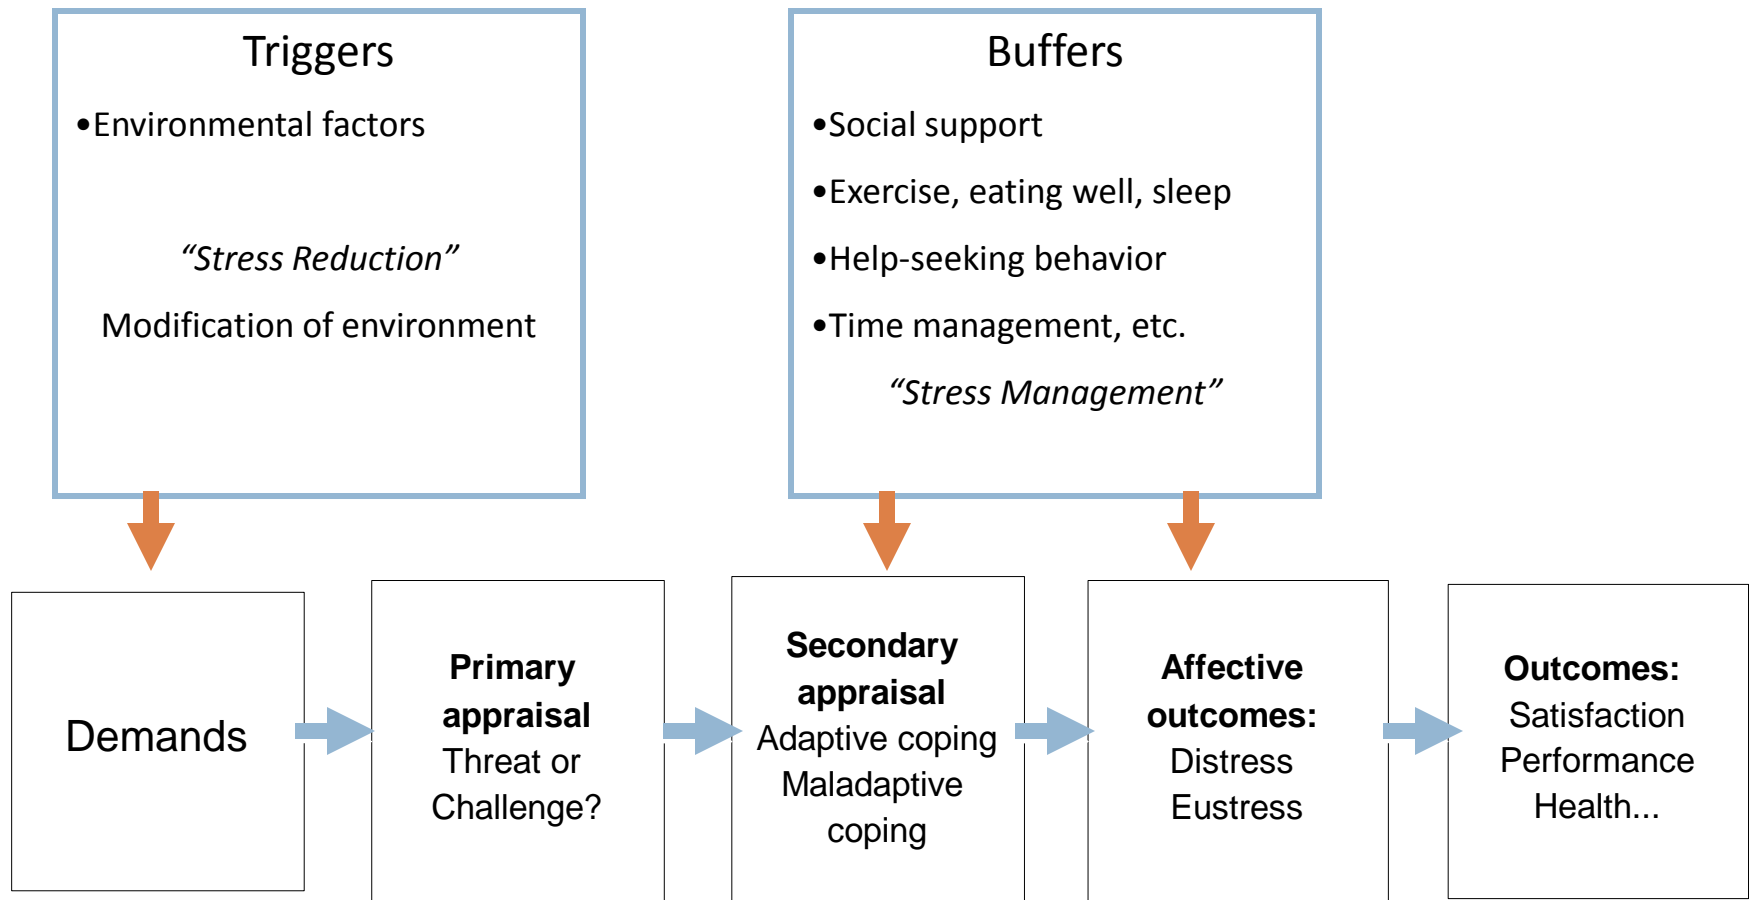 Triggers
•Environmental factors
“Stress Reduction”
Modification of environment
Buffers
•Social support
•Exercise, eating well, sleep
•Help-seeking behavior
•Time management, etc.
“Stress Management”
Demands
Primary
appraisal
Threat or
Challenge?
Secondary
appraisal
Adaptive coping
Maladaptive
coping
Affective
outcomes:
Distress
Eustress
Outcomes:
Satisfaction
Performance
Health...